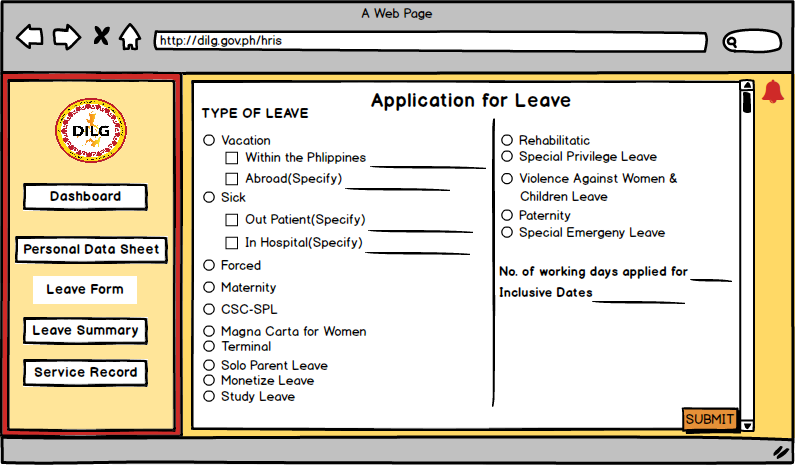 A Web Page
http://dilg.gov.ph/hris
DILG
Dashboard
Personal Data Sheet
Leave Form
Leave Summary
Service Record
Application for Leave
TYPE OF LEAVE
Vacation
Within the Phlippines
Abroad(Specify)
Sick
Out Patient(Specify)
In Hospital(Specify)
Forced
Maternity
CSC-SPL
Magna Carta for Women
Terminal
Solo Parent Leave
Monetize Leave
Study Leave
Rehabilitatic
Special Privilege Leave
Violence Against Women &
Children Leave
Paternity
Special Emergeny Leave
No. of working days applied for
Inclusive Dates
SUBMIT